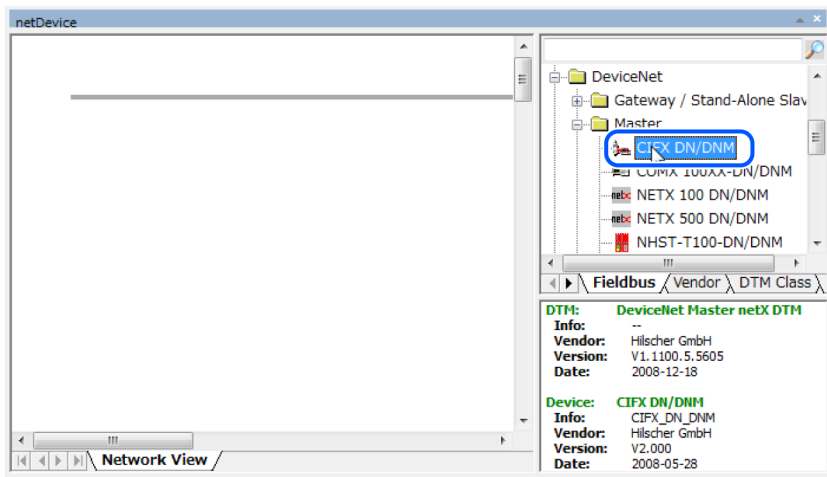 netDevice
DeviceNet
Gateway / Stand-Alone Slav
Master
CIFX DN/DNM
COMX 100XX-DN/DNM
netX NETX 100 DN/DNM
netX NETX 500 DN/DNM
NHST-T100-DN/DNM
Fieldbus Vendor DTM Class
DTM: DeviceNet Master netX DTM
Info: --
Vendor: Hilscher GmbH
Version: V1.1100.5.5605
Date: 2008-12-18
Device: CIFX DN/DNM
Info: CIFX_DN_DNM
Vendor: Hilscher GmbH
Version: V2.000
Date: 2008-05-28
Network View